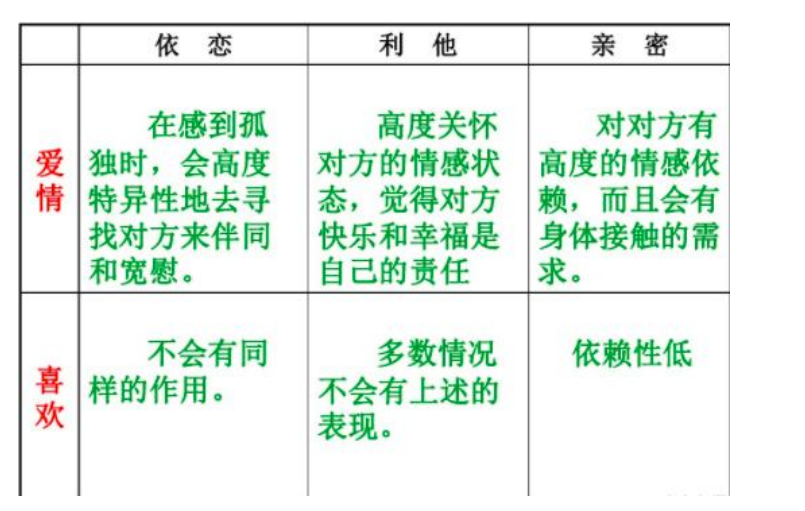 依 恋
利 他
亲 密
爱情
在感到孤
独时，会高度
特异性地去寻
找对方来伴同
和宽慰。
高度关怀
对方的情感状
态，觉得对方
快乐和幸福是
自己的责任
对对方有
高度的情感依
赖，而且会有
身体接触的需
求。
喜欢
不会有同
样的作用。
多数情况
不会有上述的
表现。
依赖性低